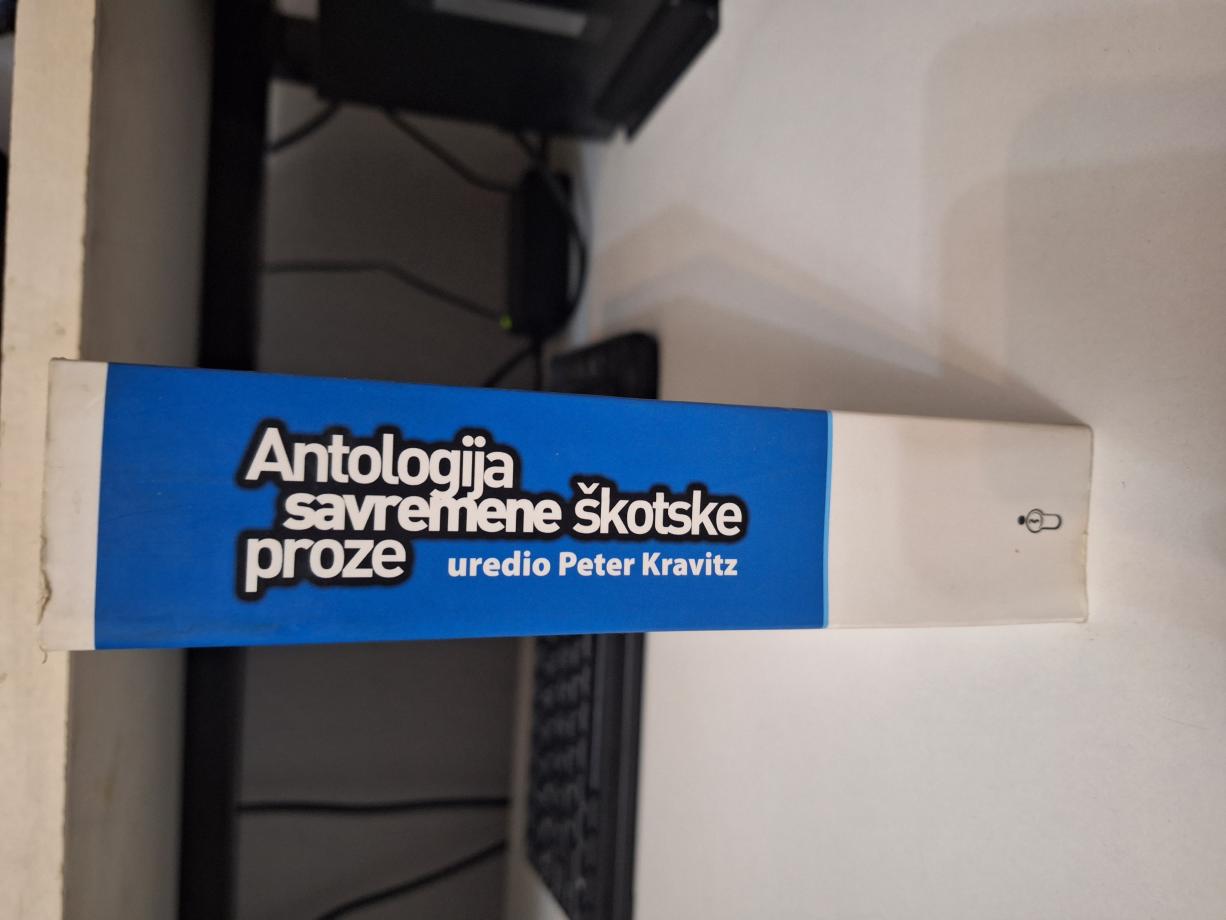 Antologija
savremene škotske
proze
uredio Peter Kravitz